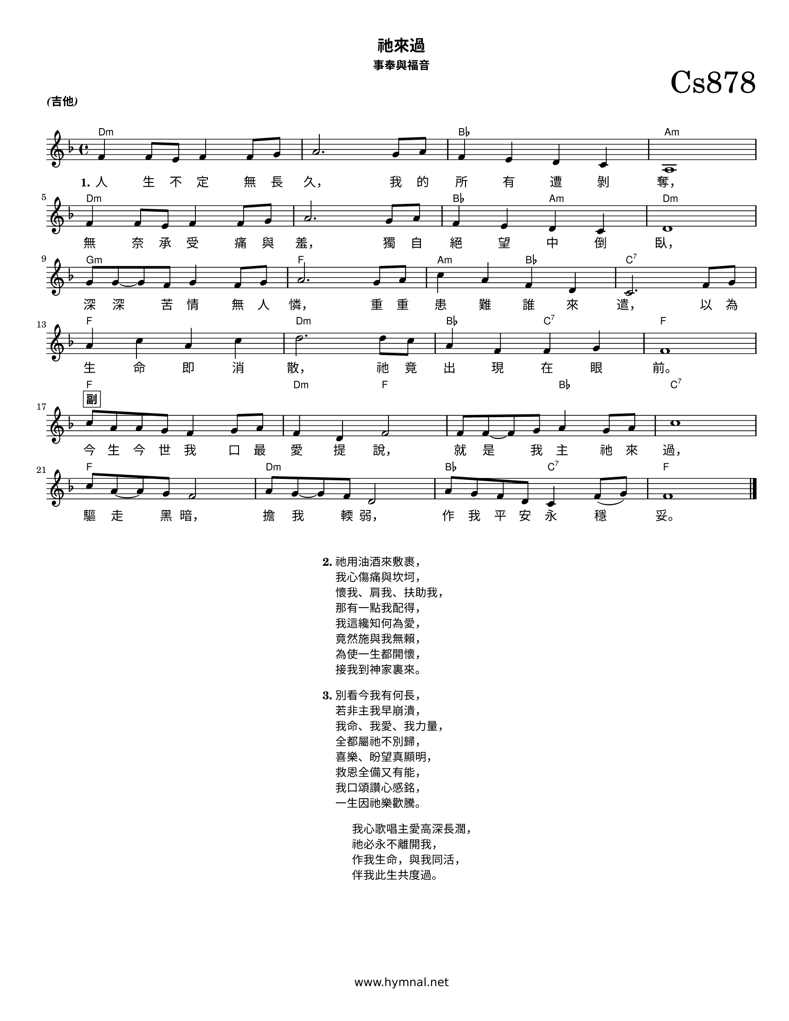 祂來過
事奉與福音
Cs878
(吉他)
Dm B♭ Am
1. 人 生 不 定 無 長 久， 我 的 所 有 遭 剝 奪，
5 Dm B♭ Am Dm
無 奈 承 受 痛 與 羞， 獨 自 絕 望 中 倒 臥，
9 Gm F Am B♭ C7
深 深 苦 情 無 人 憐， 重 重 患 難 誰 來 遣， 以 為
13 F Dm B♭ C7 F
生 命 即 消 散， 祂 竟 出 現 在 眼 前。
F Dm F B♭ C7
副
17
今 生 今 世 我 口 最 愛 提 說， 就 是 我 主 祂 來 過，
21 F Dm B♭ C7 F
驅 走 黑 暗， 擔 我 輭 弱， 作 我 平 安 永 穩 妥。
2. 祂用油酒來敷裹，
我心傷痛與坎坷，
懷我、肩我、扶助我，
那有一點我配得，
我這纔知何為愛，
竟然施與我無賴，
為使一生都開懷，
接我到神家裏來。
3. 別看今我有何長，
若非主我早崩潰，
我命、我愛、我力量，
全都屬祂不別歸，
喜樂、盼望真顯明，
救恩全備又有能，
我口頌讚心感銘，
一生因祂樂歡騰。
我心歌唱主愛高深長濶，
祂必永不離開我，
作我生命，與我同活，
伴我此生共度過。
www.hymnal.net